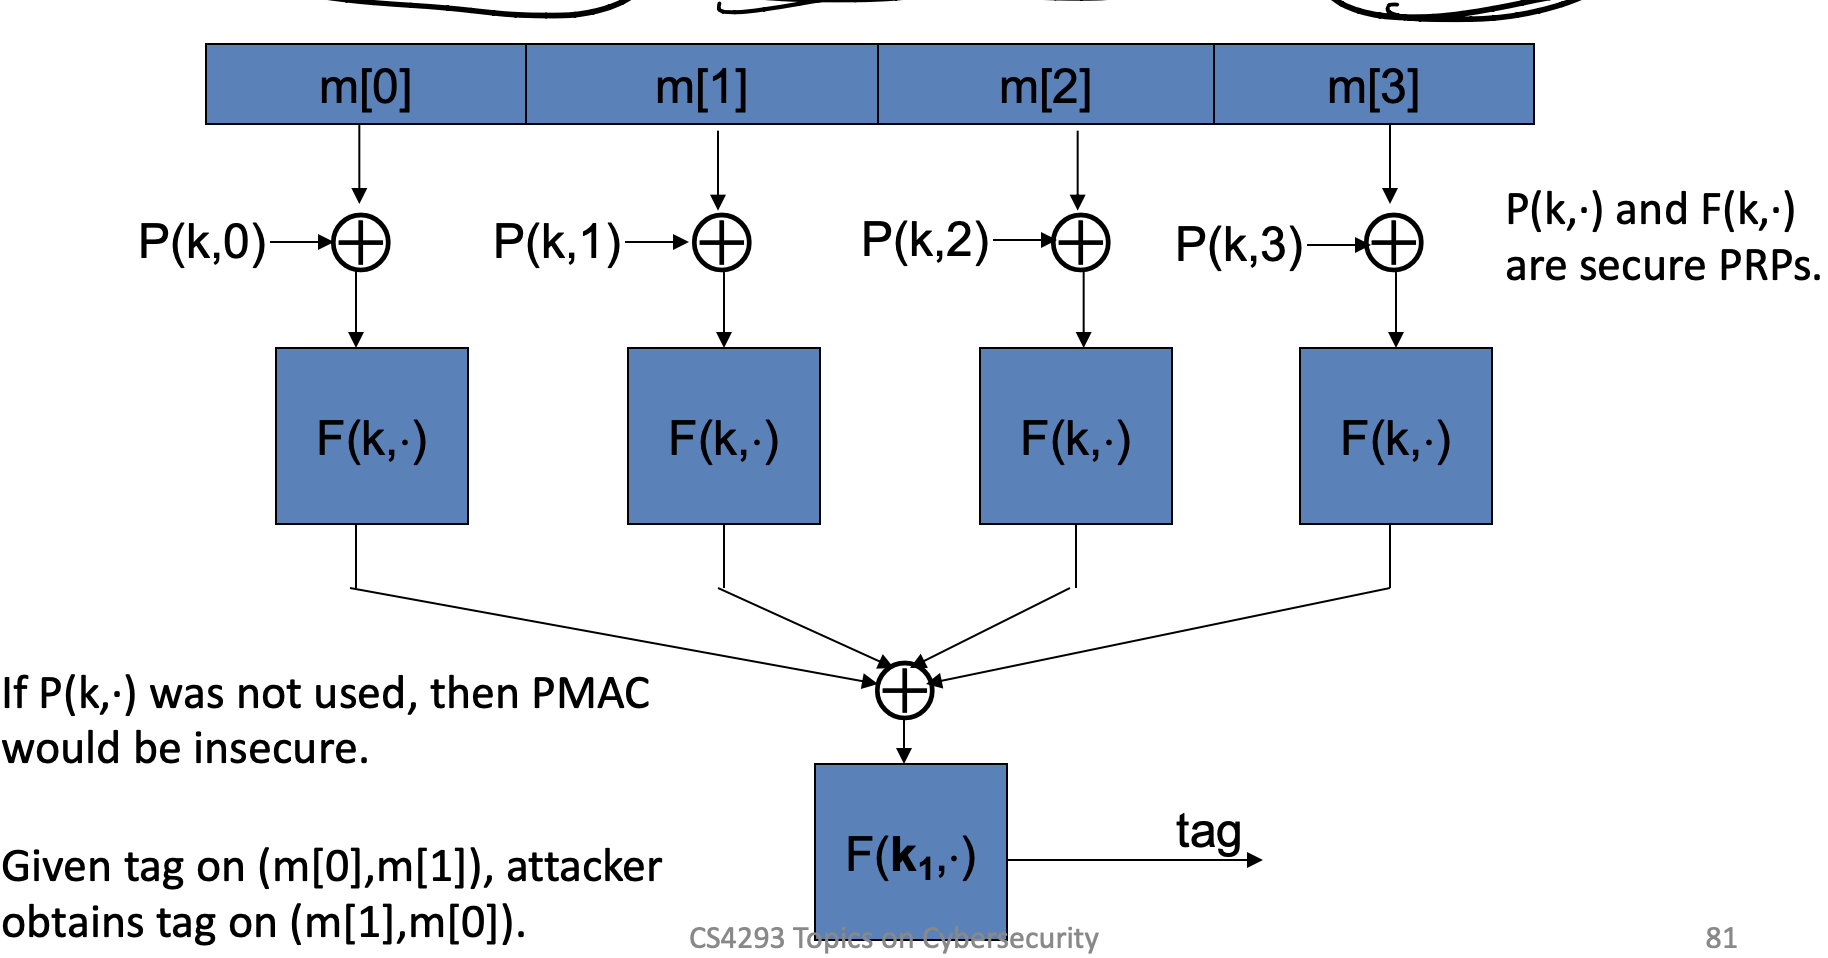 m[0] m[1] m[2] m[3]
P(k,0) P(k,1) P(k,2) P(k,3)
P(k,·) and F(k,·)
are secure PRPs.
F(k,·) F(k,·) F(k,·) F(k,·)
If P(k,·) was not used, then PMAC
would be insecure.
Given tag on (m[0],m[1]), attacker
obtains tag on (m[1],m[0]).
F(k₁,·)
tag
CS4293 Topics on Cybersecurity
81